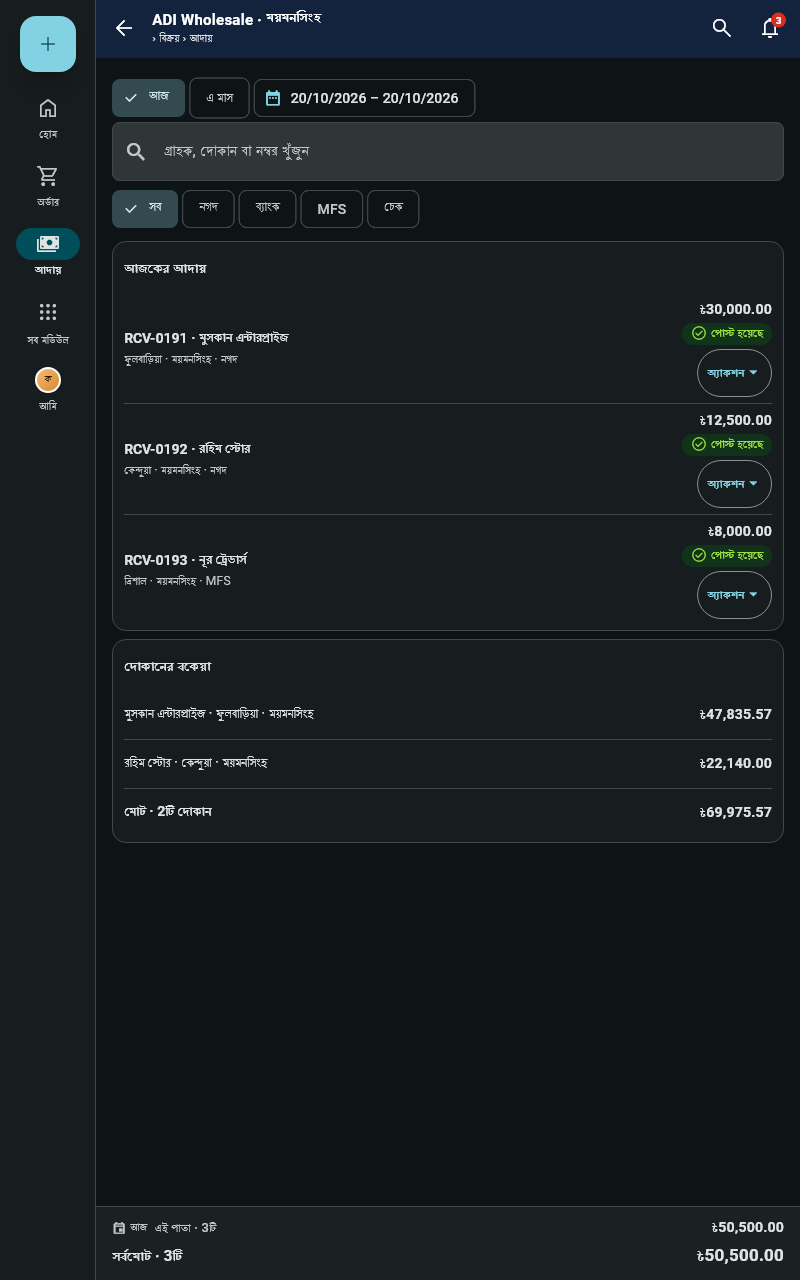 ADI Wholesale · ময়মনসিংহ
› বিক্রয় › আদায়
3
হোম
অর্ডার
আদায়
সব মডিউল
ক
আমি
আজ
এ মাস
20/10/2026 – 20/10/2026
গ্রাহক, দোকান বা নম্বর খুঁজুন
সব
নগদ
ব্যাংক
MFS
চেক
আজকের আদায়
RCV-0191 · মুসকান এন্টারপ্রাইজ
ফুলবাড়িয়া · ময়মনসিংহ · নগদ
৳30,000.00
পোস্ট হয়েছে
অ্যাকশন
RCV-0192 · রহিম স্টোর
কেন্দুয়া · ময়মনসিংহ · নগদ
৳12,500.00
পোস্ট হয়েছে
অ্যাকশন
RCV-0193 · নূর ট্রেডার্স
ত্রিশাল · ময়মনসিংহ · MFS
৳8,000.00
পোস্ট হয়েছে
অ্যাকশন
দোকানের বকেয়া
মুসকান এন্টারপ্রাইজ · ফুলবাড়িয়া · ময়মনসিংহ ৳47,835.57
রহিম স্টোর · কেন্দুয়া · ময়মনসিংহ ৳22,140.00
মোট · 2টি দোকান ৳69,975.57
আজ এই পাতা · 3টি ৳50,500.00
সর্বমোট · 3টি ৳50,500.00